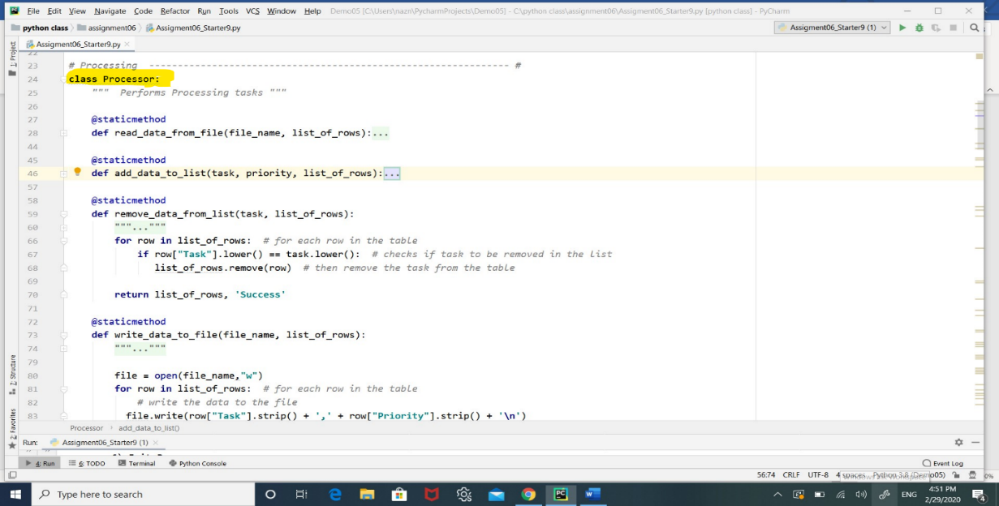 File Edit View Navigate Code Refactor Run Tools VCS Window Help Demo05 [C:\Users\nazn\PycharmProjects\Demo05] - C:\python class\assignment06\Assigment06_Starter9.py [python class] - PyCharm
python class assignment06 Assigment06_Starter9.py Assigment06_Starter9 (1)
1: Project
Assigment06_Starter9.py
22
23 # Processing --------------------------------------------------------------- #
24 class Processor:
25 """ Performs Processing tasks """
26
27 @staticmethod
28 def read_data_from_file(file_name, list_of_rows):...
44
45 @staticmethod
46 def add_data_to_list(task, priority, list_of_rows):...
57
58 @staticmethod
59 def remove_data_from_list(task, list_of_rows):
60 """..."""
66 for row in list_of_rows: # for each row in the table
67 if row["Task"].lower() == task.lower(): # checks if task to be removed in the List
68 list_of_rows.remove(row) # then remove the task from the table
69
70 return list_of_rows, 'Success'
71
72 @staticmethod
73 def write_data_to_file(file_name, list_of_rows):
74 """..."""
79
80 file = open(file_name,"w")
81 for row in list_of_rows: # for each row in the table
82 # write the data to the file
83 file.write(row["Task"].strip() + ',' + row["Priority"].strip() + '\n')
Z: Structure
2: Favorites
Processor › add_data_to_list()
Run: Assigment06_Starter9 (1)
4: Run 6: TODO Terminal Python Console Event Log
56:74 CRLF UTF-8 4 spaces Python 3.8 (Demo05)
Type here to search
ENG 4:51 PM
2/29/2020
4